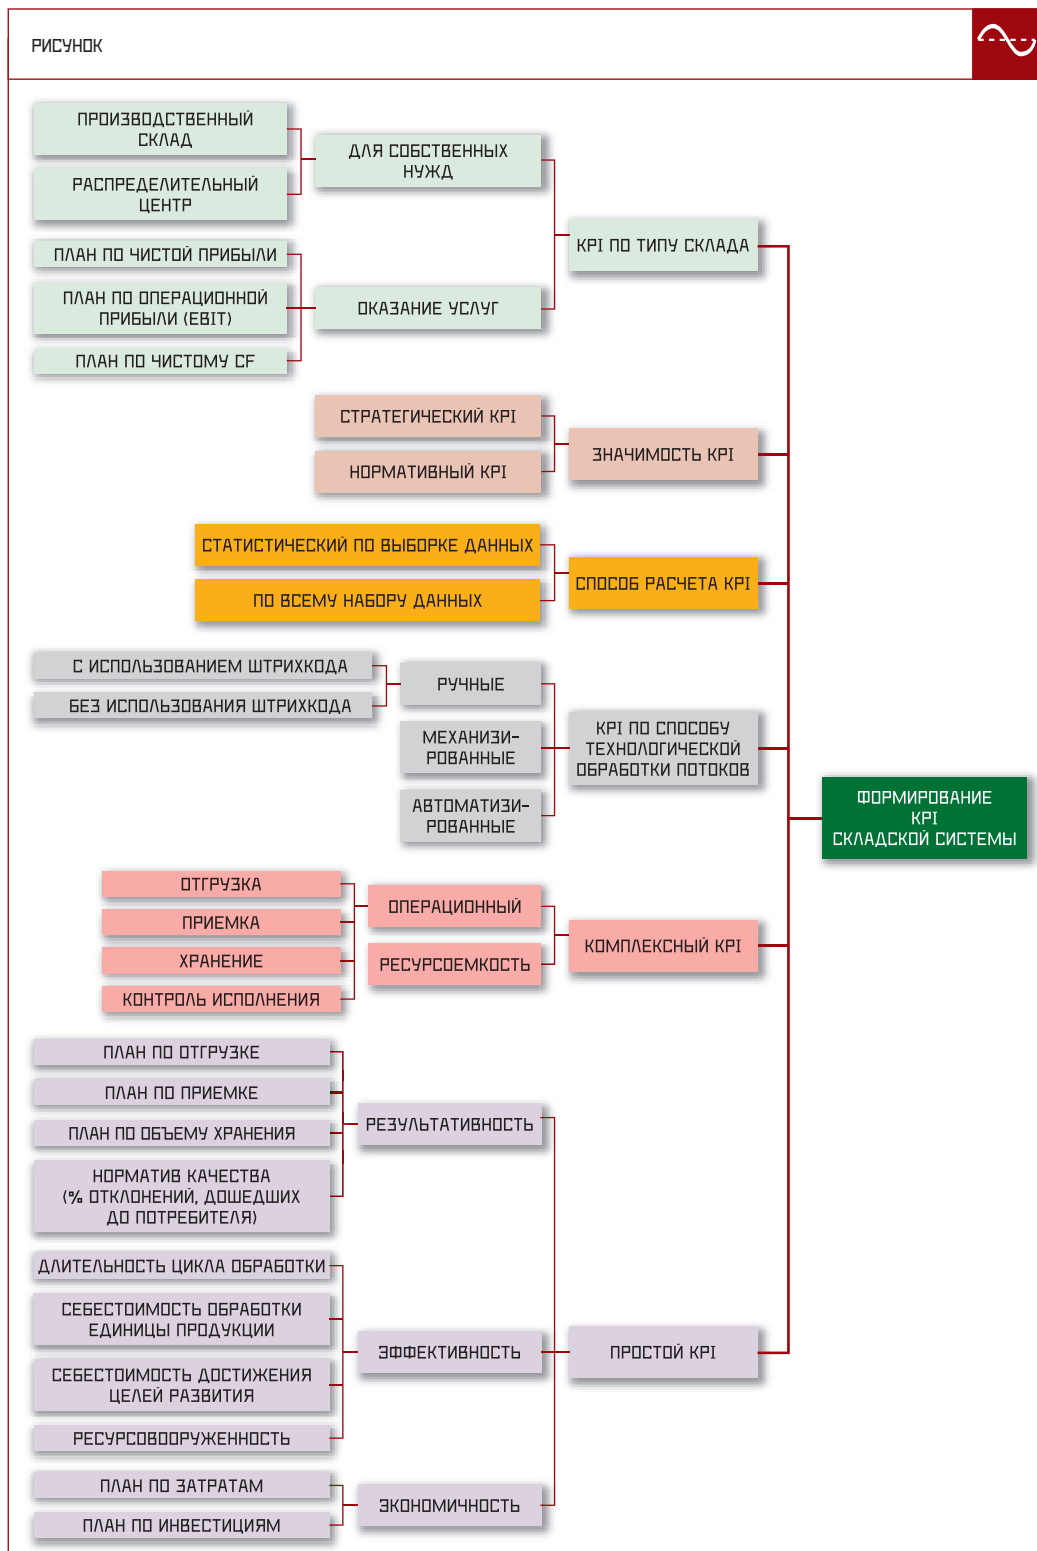 РИСУНОК
ПРОИЗВОДСТВЕННЫЙ
СКЛАД
РАСПРЕДЕЛИТЕЛЬНЫЙ
ЦЕНТР
ДЛЯ СОБСТВЕННЫХ
НУЖД
ПЛАН ПО ЧИСТОЙ ПРИБЫЛИ
ПЛАН ПО ОПЕРАЦИОННОЙ
ПРИБЫЛИ (EBIT)
ПЛАН ПО ЧИСТОМУ CF
ОКАЗАНИЕ УСЛУГ
KPI ПО ТИПУ СКЛАДА
СТРАТЕГИЧЕСКИЙ KPI
НОРМАТИВНЫЙ KPI
ЗНАЧИМОСТЬ KPI
СТАТИСТИЧЕСКИЙ ПО ВЫБОРКЕ ДАННЫХ
ПО ВСЕМУ НАБОРУ ДАННЫХ
СПОСОБ РАСЧЕТА KPI
С ИСПОЛЬЗОВАНИЕМ ШТРИХКОДА
БЕЗ ИСПОЛЬЗОВАНИЯ ШТРИХКОДА
РУЧНЫЕ
МЕХАНИЗИ-
РОВАННЫЕ
АВТОМАТИЗИ-
РОВАННЫЕ
KPI ПО СПОСОБУ
ТЕХНОЛОГИЧЕСКОЙ
ОБРАБОТКИ ПОТОКОВ
ФОРМИРОВАНИЕ
KPI
СКЛАДСКОЙ СИСТЕМЫ
ОТГРУЗКА
ПРИЕМКА
ХРАНЕНИЕ
КОНТРОЛЬ ИСПОЛНЕНИЯ
ОПЕРАЦИОННЫЙ
РЕСУРСОЕМКОСТЬ
КОМПЛЕКСНЫЙ KPI
ПЛАН ПО ОТГРУЗКЕ
ПЛАН ПО ПРИЕМКЕ
ПЛАН ПО ОБЪЕМУ ХРАНЕНИЯ
НОРМАТИВ КАЧЕСТВА
(% ОТКЛОНЕНИЙ, ДОШЕДШИХ
ДО ПОТРЕБИТЕЛЯ)
РЕЗУЛЬТАТИВНОСТЬ
ДЛИТЕЛЬНОСТЬ ЦИКЛА ОБРАБОТКИ
СЕБЕСТОИМОСТЬ ОБРАБОТКИ
ЕДИНИЦЫ ПРОДУКЦИИ
СЕБЕСТОИМОСТЬ ДОСТИЖЕНИЯ
ЦЕЛЕЙ РАЗВИТИЯ
РЕСУРСОВООРУЖЕННОСТЬ
ЭФФЕКТИВНОСТЬ
ПРОСТОЙ KPI
ПЛАН ПО ЗАТРАТАМ
ПЛАН ПО ИНВЕСТИЦИЯМ
ЭКОНОМИЧНОСТЬ